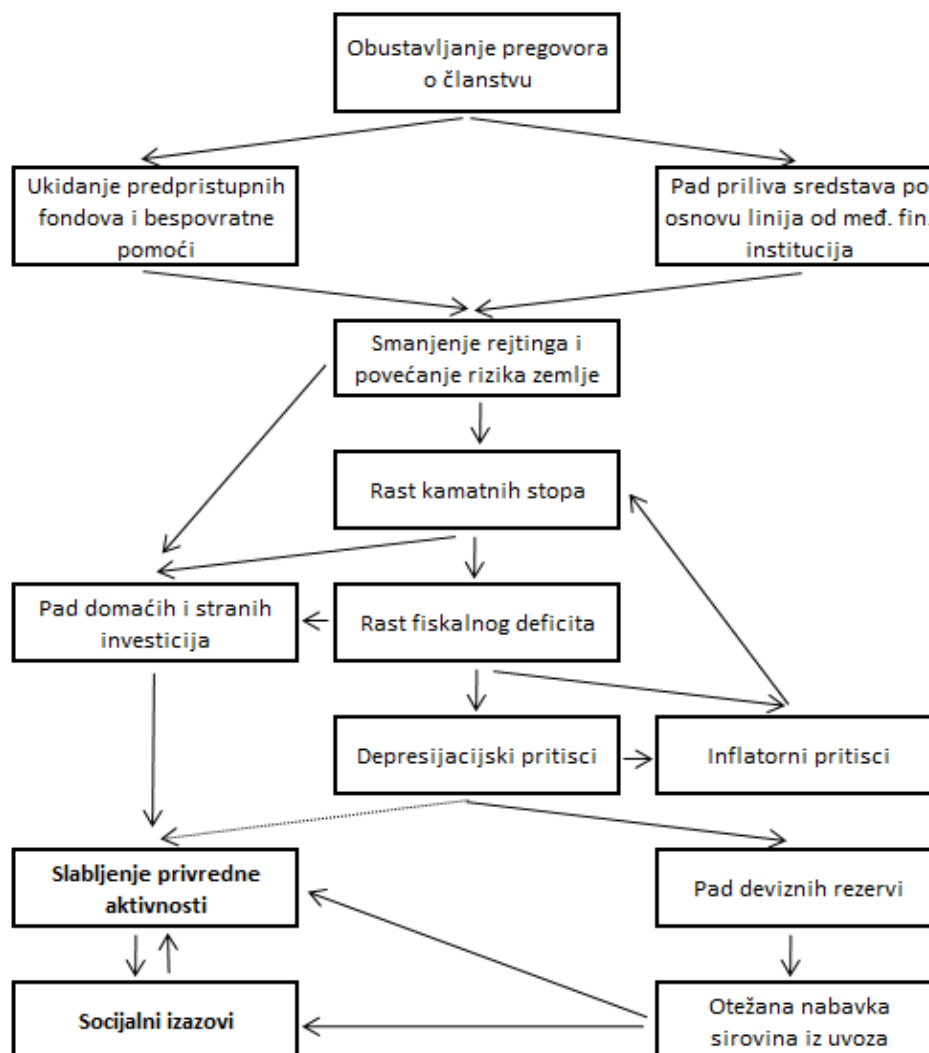 Obustavljanje pregovora
o članstvu
Ukidanje predpristupnih
fondova i bespovratne
pomoći
Pad priliva sredstava po
osnovu linija od međ. fin.
institucija
Smanjenje rejtinga i
povećanje rizika zemlje
Rast kamatnih stopa
Pad domaćih i stranih
investicija
Rast fiskalnog deficita
Depresijacijski pritisci
Inflatorni pritisci
Slabljenje privredne
aktivnosti
Pad deviznih rezervi
Socijalni izazovi
Otežana nabavka
sirovina iz uvoza